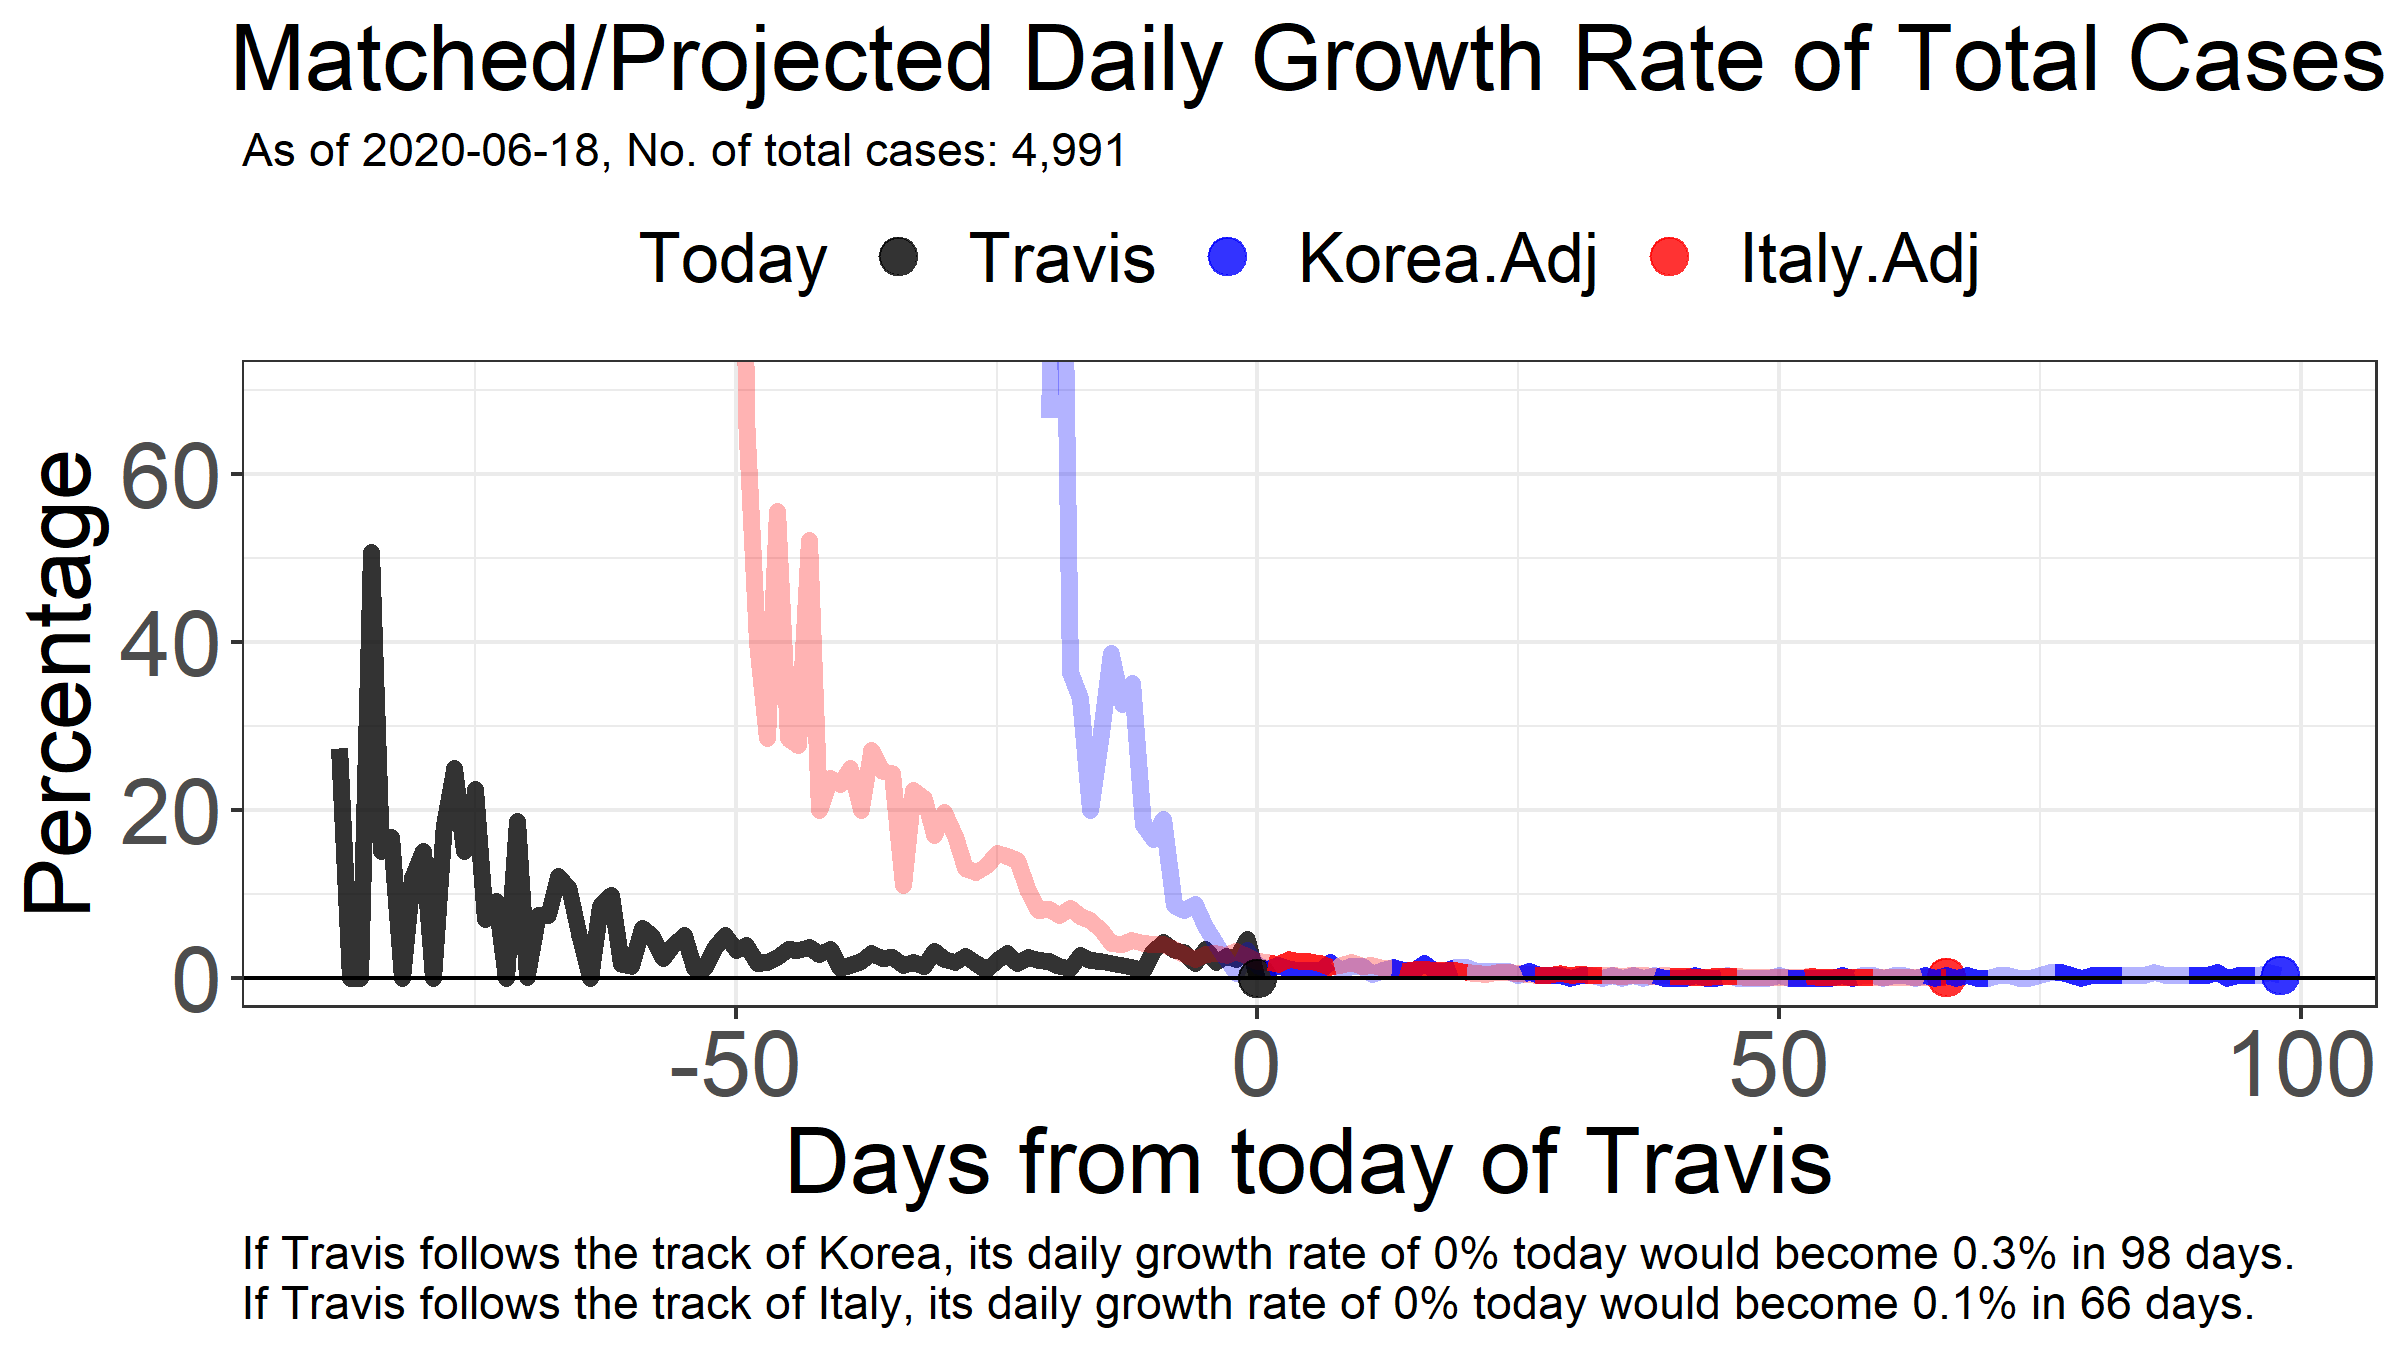 Matched/Projected Daily Growth Rate of Total Cases
As of 2020-06-18, No. of total cases: 4,991
Today Travis Korea.Adj Italy.Adj
Percentage
60
40
20
0
-50 0 50 100
Days from today of Travis
If Travis follows the track of Korea, its daily growth rate of 0% today would become 0.3% in 98 days.
If Travis follows the track of Italy, its daily growth rate of 0% today would become 0.1% in 66 days.